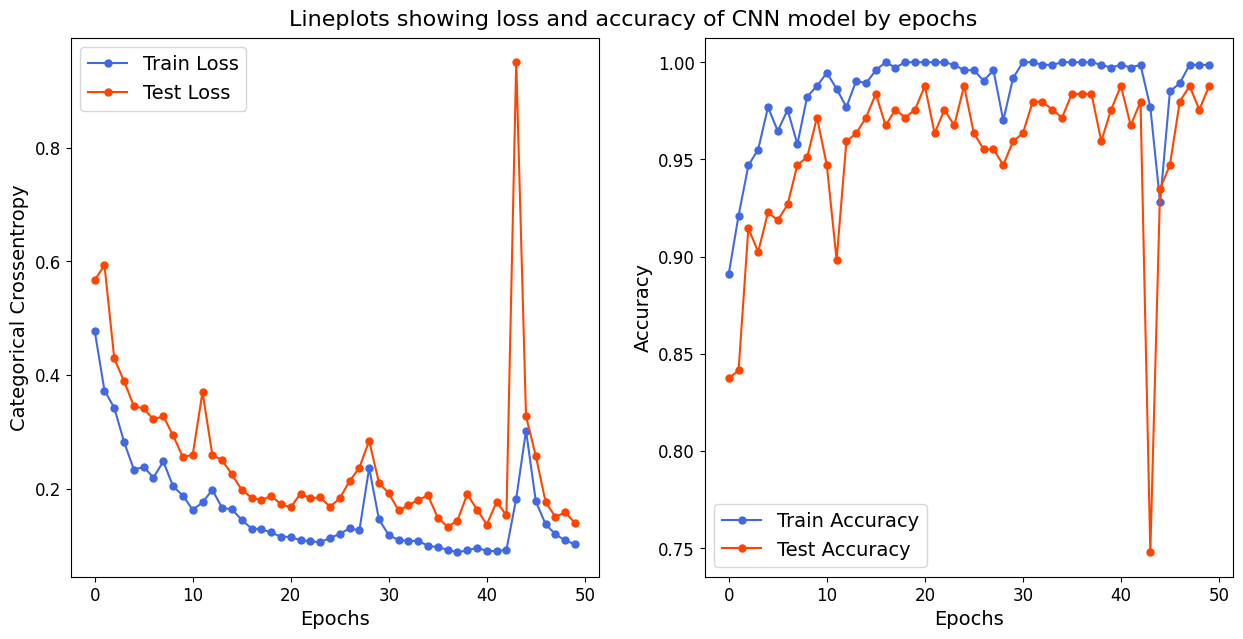 Lineplots showing loss and accuracy of CNN model by epochs
Train Loss
Test Loss
Categorical Crossentropy
0.8
0.6
0.4
0.2
0 10 20 30 40 50
Epochs
Accuracy
1.00
0.95
0.90
0.85
0.80
0.75
Train Accuracy
Test Accuracy
0 10 20 30 40 50
Epochs